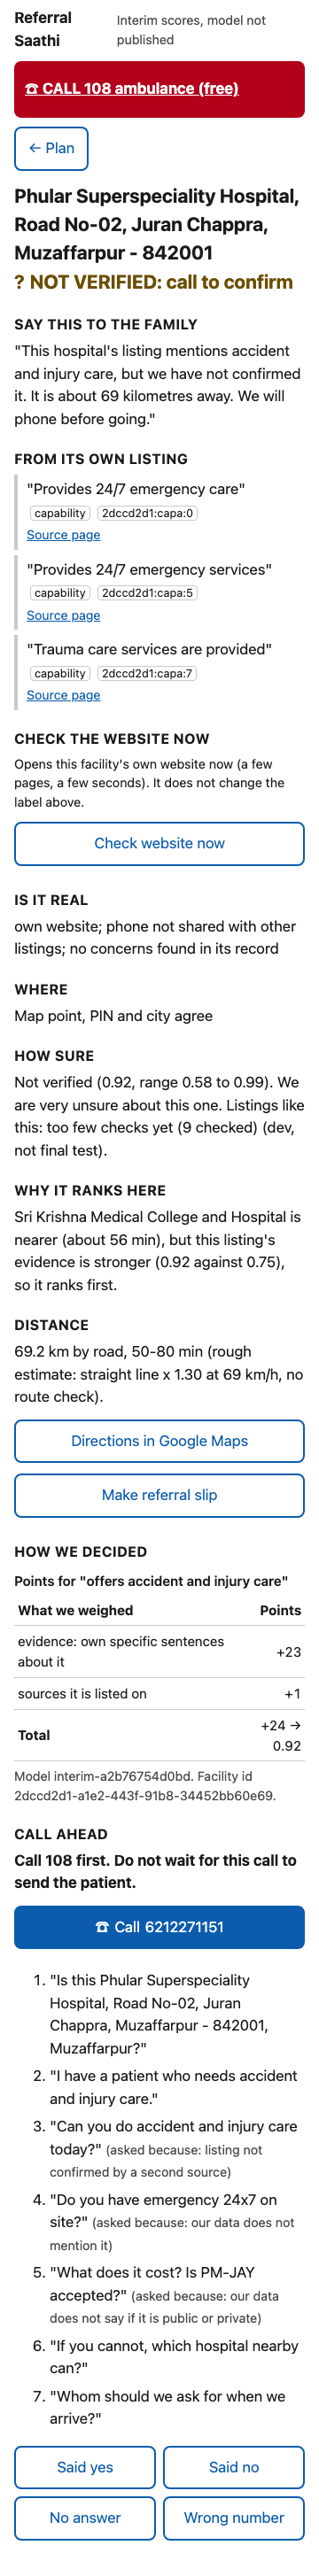 Referral Saathi
Interim scores, model not published
☎ CALL 108 ambulance (free)
← Plan
Phular Superspeciality Hospital,
Road No-02, Juran Chappra,
Muzaffarpur - 842001
? NOT VERIFIED: call to confirm
SAY THIS TO THE FAMILY
"This hospital's listing mentions accident
and injury care, but we have not confirmed
it. It is about 69 kilometres away. We will
phone before going."
FROM ITS OWN LISTING
"Provides 24/7 emergency care"
capability 2dccd2d1:capa:0
Source page
"Provides 24/7 emergency services"
capability 2dccd2d1:capa:5
Source page
"Trauma care services are provided"
capability 2dccd2d1:capa:7
Source page
CHECK THE WEBSITE NOW
Opens this facility's own website now (a few
pages, a few seconds). It does not change the
label above.
Check website now
IS IT REAL
own website; phone not shared with other
listings; no concerns found in its record
WHERE
Map point, PIN and city agree
HOW SURE
Not verified (0.92, range 0.58 to 0.99). We
are very unsure about this one. Listings like
this: too few checks yet (9 checked) (dev,
not final test).
WHY IT RANKS HERE
Sri Krishna Medical College and Hospital is
nearer (about 56 min), but this listing's
evidence is stronger (0.92 against 0.75),
so it ranks first.
DISTANCE
69.2 km by road, 50-80 min (rough
estimate: straight line x 1.30 at 69 km/h, no
route check).
Directions in Google Maps
Make referral slip
HOW WE DECIDED
Points for "offers accident and injury care"
What we weighed Points
evidence: own specific sentences
about it +23
sources it is listed on +1
Total +24 →
0.92
Model interim-a2b76754d0bd. Facility id
2dccd2d1-a1e2-443f-91b8-34452bb60e69.
CALL AHEAD
Call 108 first. Do not wait for this call to
send the patient.
☎ Call 6212271151
1. "Is this Phular Superspeciality
Hospital, Road No-02, Juran
Chappra, Muzaffarpur - 842001,
Muzaffarpur?"
2. "I have a patient who needs accident
and injury care."
3. "Can you do accident and injury care
today?" (asked because: listing not
confirmed by a second source)
4. "Do you have emergency 24x7 on
site?" (asked because: our data does not
mention it)
5. "What does it cost? Is PM-JAY
accepted?" (asked because: our data
does not say if it is public or private)
6. "If you cannot, which hospital nearby
can?"
7. "Whom should we ask for when we
arrive?"
Said yes
Said no
No answer
Wrong number